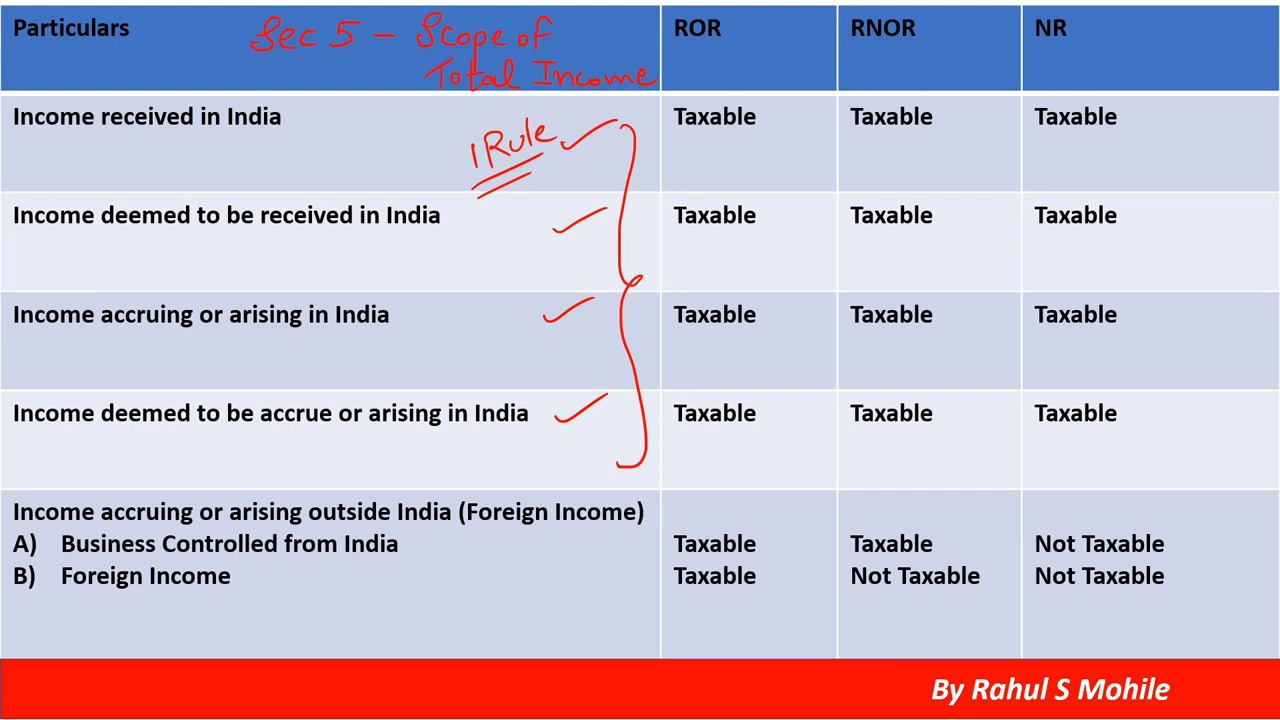 Particulars Sec 5 - Scope of ROR RNOR NR
Total Income
Income received in India Taxable Taxable Taxable
1 Rule
Income deemed to be received in India Taxable Taxable Taxable
Income accruing or arising in India Taxable Taxable Taxable
Income deemed to be accrue or arising in India Taxable Taxable Taxable
Income accruing or arising outside India (Foreign Income)
A) Business Controlled from India Taxable Taxable Not Taxable
B) Foreign Income Taxable Not Taxable Not Taxable
By Rahul S Mohile